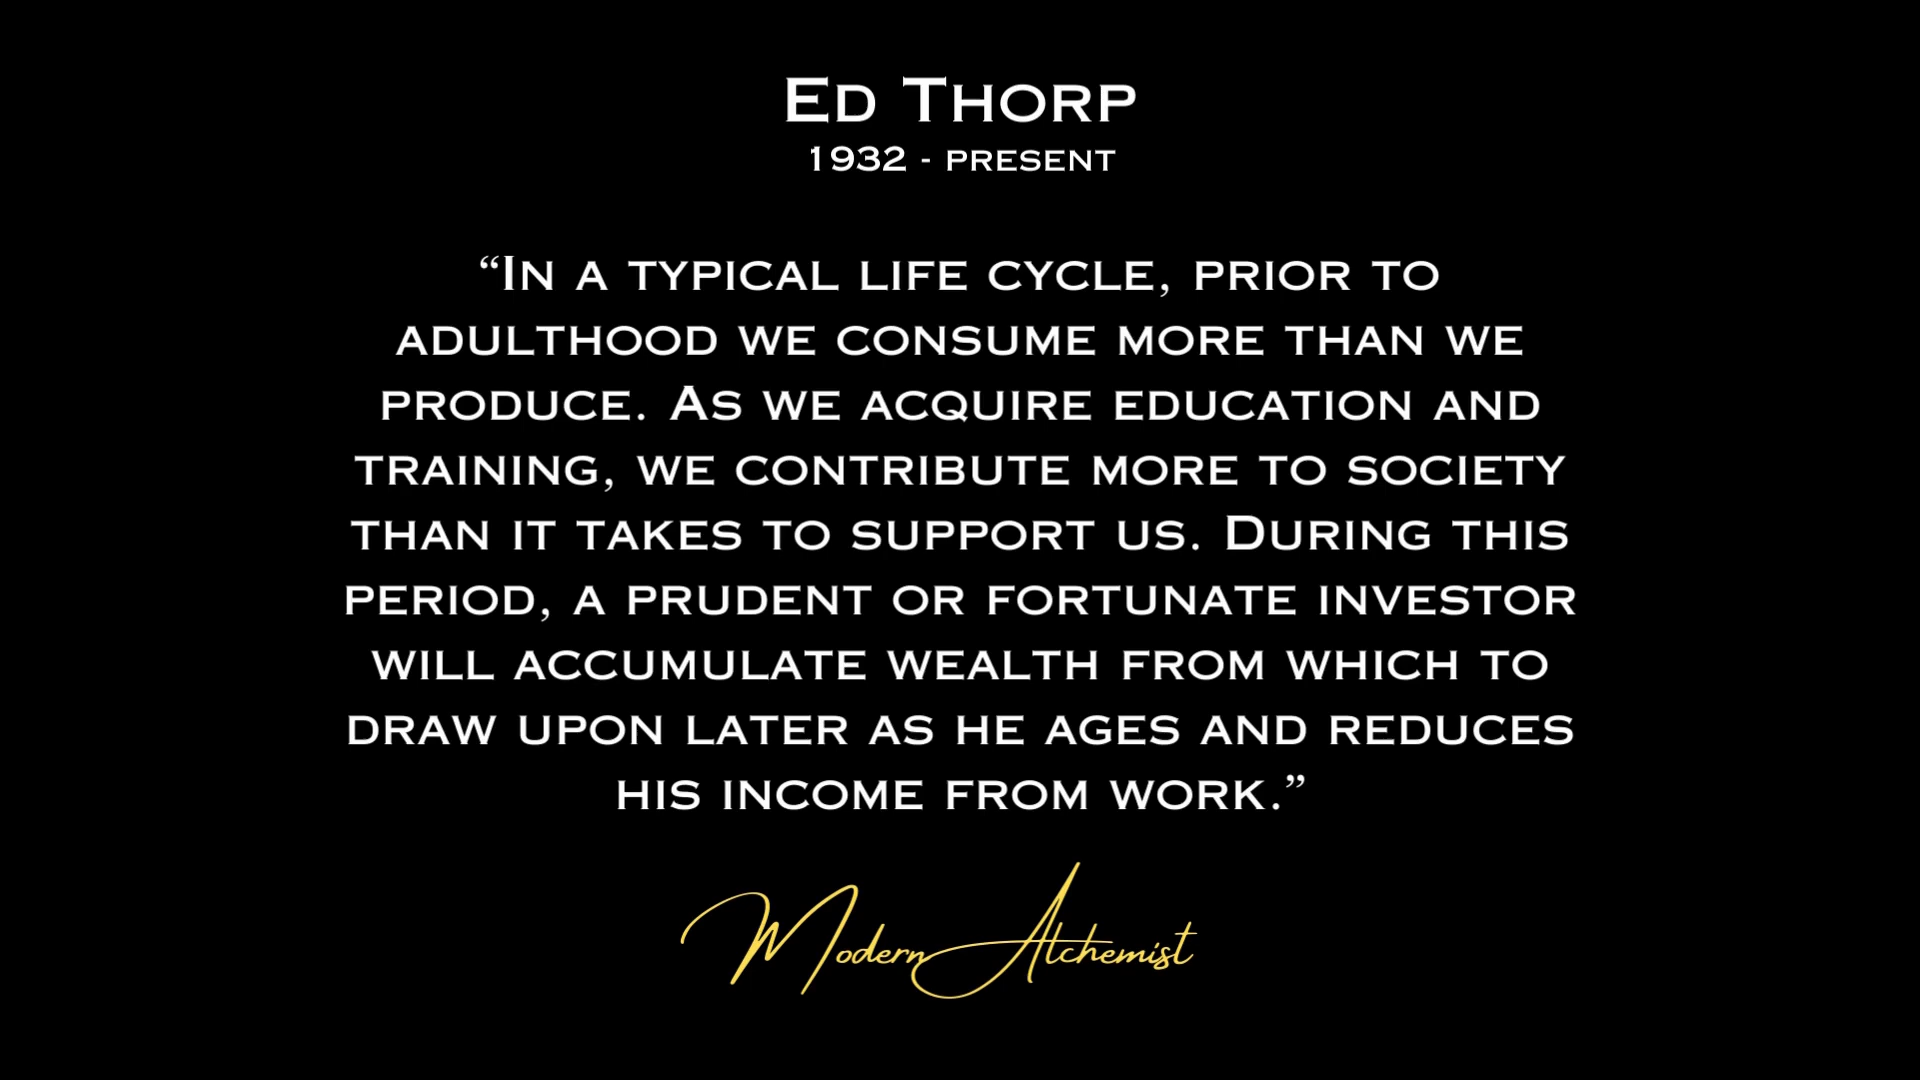 Ed Thorp
1932 - present
“In a typical life cycle, prior to
adulthood we consume more than we
produce. As we acquire education and
training, we contribute more to society
than it takes to support us. During this
period, a prudent or fortunate investor
will accumulate wealth from which to
draw upon later as he ages and reduces
his income from work.”
Modern Alchemist